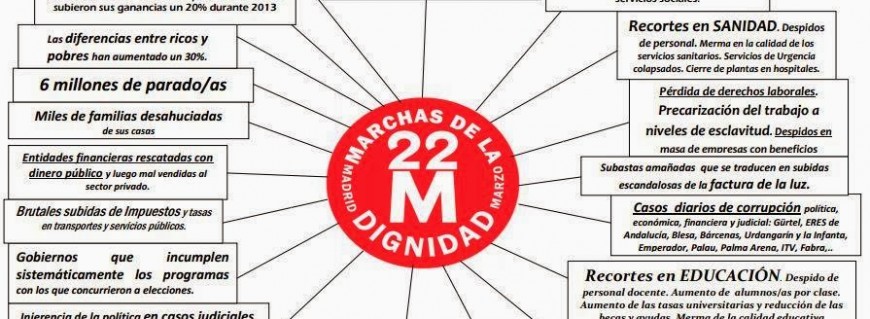 subieron sus ganancias un 20% durante 2013
Las diferencias entre ricos y
pobres han aumentado un 30%.
6 millones de parado/as
Miles de familias desahuciadas
de sus casas
Entidades financieras rescatadas con
dinero público y luego mal vendidas al
sector privado.
Brutales subidas de Impuestos y tasas
en transportes y servicios públicos.
Gobiernos que incumplen
sistemáticamente los programas
con los que concurrieron a elecciones.
Injerencia de la política en casos judiciales
MARCHAS DE LA
22
M
DIGNIDAD
MADRID
MARZO
servicios sociales.
Recortes en SANIDAD. Despidos
de personal. Merma en la calidad de los
servicios sanitarios. Servicios de Urgencia
colapsados. Cierre de plantas en hospitales.
Pérdida de derechos laborales.
Precarización del trabajo a
niveles de esclavitud. Despidos en
masa de empresas con beneficios
Subastas amañadas que se traducen en subidas
escandalosas de la factura de la luz.
Casos diarios de corrupción política,
económica, financiera y judicial: Gürtel, ERES de
Andalucía, Blesa, Bárcenas, Urdangarín y la Infanta,
Emperador, Palau, Palma Arena, ITV, Fabra,..
Recortes en EDUCACIÓN. Despido de
personal docente. Aumento de alumnos/as por clase.
Aumento de las tasas universitarias y reducción de las
becas y ayudas. Merma de la calidad educativa